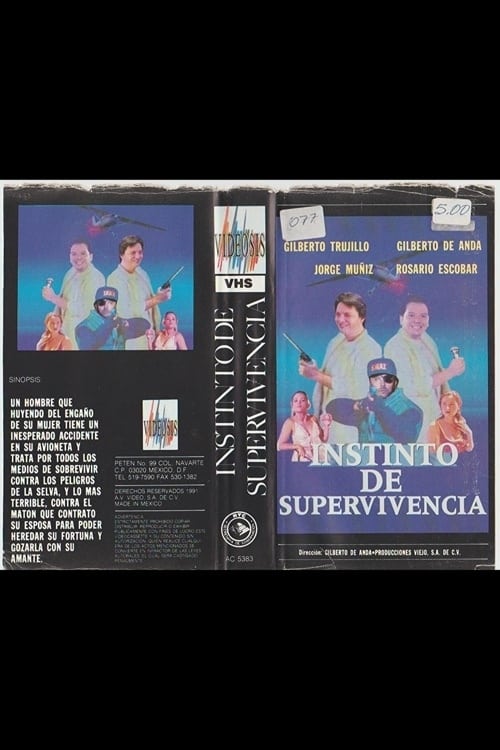 SINOPSIS
UN HOMBRE QUE
HUYENDO DEL ENGAÑO
DE SU MUJER TIENE UN
INESPERADO ACCIDENTE
EN SU AVIONETA Y
TRATA POR TODOS LOS
MEDIOS DE SOBREVIVIR
CONTRA LOS PELIGROS
DE LA SELVA, Y LO MAS
TERRIBLE, CONTRA EL
MATON QUE CONTRATO
SU ESPOSA PARA PODER
HEREDAR SU FORTUNA Y
GOZARLA CON SU
AMANTE.
VIDEOSIS
PETEN No. 99 COL. NAVARTE
C.P. 03020 MEXICO, D.F.
TEL. 519-7590 FAX 530-1382
DERECHOS RESERVADOS 1991
A.V. VIDEO, S.A. DE C.V.
MADE IN MEXICO
ADVERTENCIA
VIDEOSIS
VHS
INSTINTO DE
SUPERVIVENCIA
AC 5383
077
5.00
GILBERTO TRUJILLO GILBERTO DE ANDA
JORGE MUÑIZ ROSARIO ESCOBAR
INSTINTO
DE
SUPERVIVENCIA
Dirección: GILBERTO DE ANDA•PRODUCCIONES VIEJO, S.A. DE C.V.